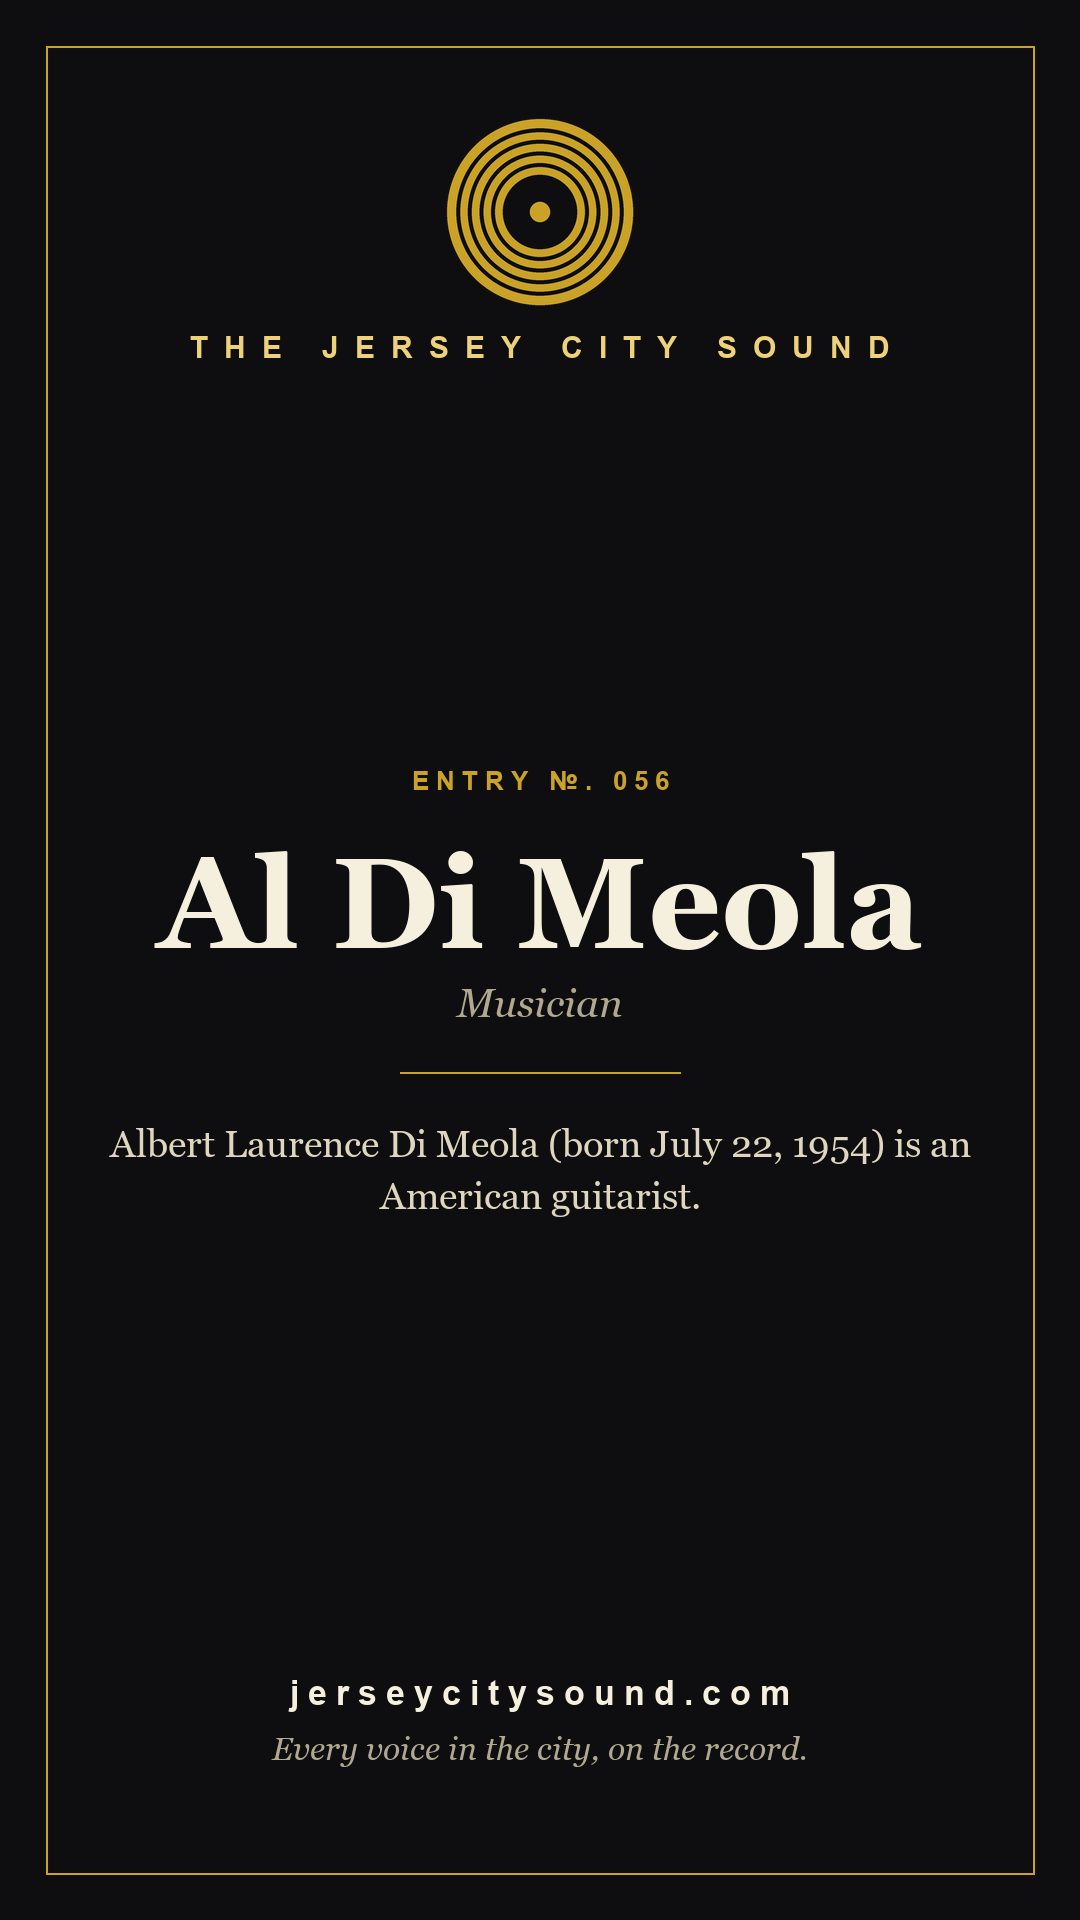 THE JERSEY CITY SOUND
ENTRY №. 056
Al Di Meola
Musician
Albert Laurence Di Meola (born July 22, 1954) is an
American guitarist.
jerseycitysound.com
Every voice in the city, on the record.